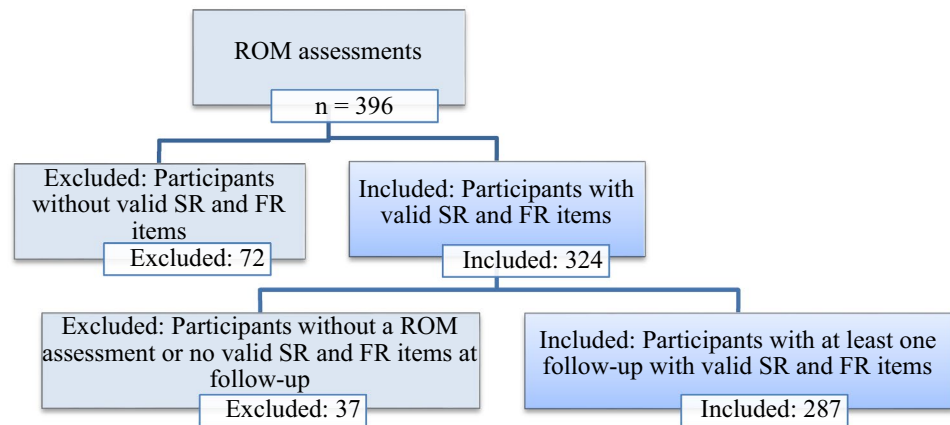 ROM assessments
n = 396
Excluded: Participants
without valid SR and FR
items
Excluded: 72
Included: Participants with
valid SR and FR items
Included: 324
Excluded: Participants without a ROM
assessment or no valid SR and FR items at
follow-up
Excluded: 37
Included: Participants with at least one
follow-up with valid SR and FR items
Included: 287